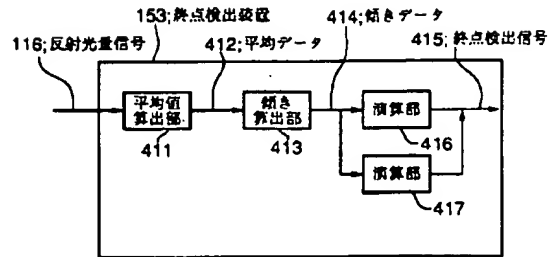 153;終点検出装置
414;傾きデータ
116;反射光量信号
412;平均データ
415;終点検出信号
平均値
算出部
411
傾き
算出部
413
演算部
416
演算部
417